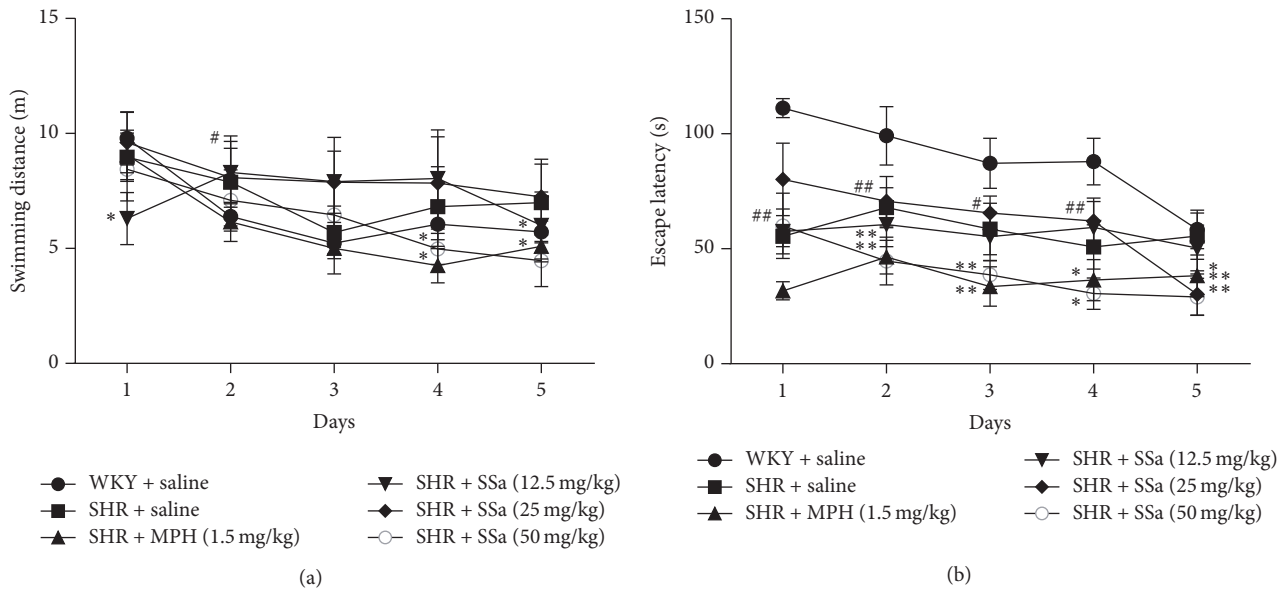 15
10
5
0
Swimming distance (m)
*
#
*
*
*
*
1 2 3 4 5
Days
WKY + saline
SHR + saline
SHR + MPH (1.5 mg/kg)
SHR + SSa (12.5 mg/kg)
SHR + SSa (25 mg/kg)
SHR + SSa (50 mg/kg)
(a)
150
100
50
0
Escape latency (s)
##
##
**
**
#
**
**
##
*
*
*
**
**
1 2 3 4 5
Days
WKY + saline
SHR + saline
SHR + MPH (1.5 mg/kg)
SHR + SSa (12.5 mg/kg)
SHR + SSa (25 mg/kg)
SHR + SSa (50 mg/kg)
(b)